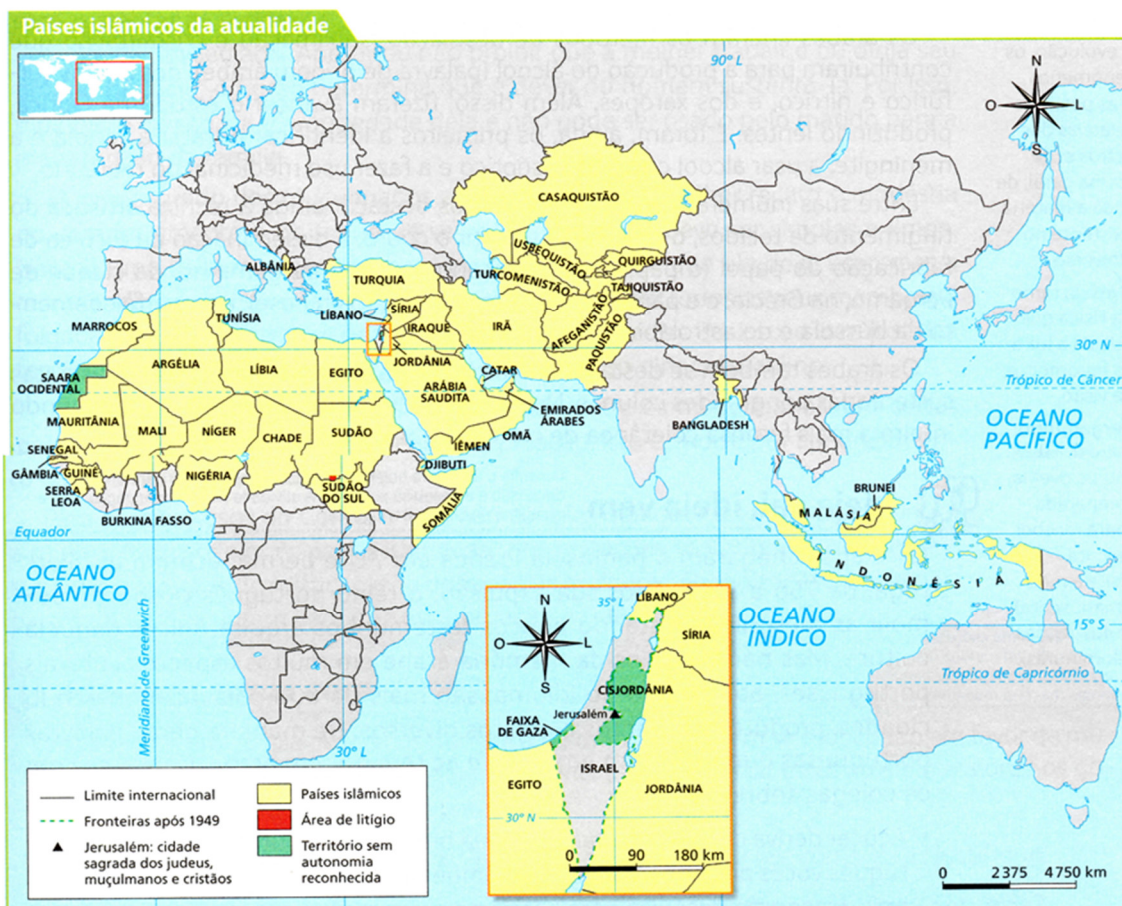 Países islâmicos da atualidade
90° L
N
O
L
S
CASAQUISTÃO
USBEQUISTÃO
QUIRGUISTÃO
ALBÂNIA
TURQUIA
TURCOMENISTÃO
TAJIQUISTÃO
TUNÍSIA
LÍBANO
SÍRIA
MARROCOS
IRAQUE
IRÃ
AFEGANISTÃO
PAQUISTÃO
30° N
ARGÉLIA
LÍBIA
EGITO
JORDÂNIA
SAARA
OCIDENTAL
CATAR
ARÁBIA
SAUDITA
Trópico de Câncer
EMIRADOS
ÁRABES
MAURITÂNIA
MALI
NÍGER
CHADE
SUDÃO
OMÃ
BANGLADESH
OCEANO
PACÍFICO
IÊMEN
SENEGAL
DJIBUTI
GÂMBIA
GUINÉ
NIGÉRIA
SUDÃO
DO SUL
SERRA
LEOA
SOMÁLIA
BRUNEI
BURKINA FASSO
MALÁSIA
Equador
INDONÉSIA
OCEANO
ATLÂNTICO
OCEANO
ÍNDICO
15° S
Trópico de Capricórnio
Meridiano de Greenwich
30° L
N
O
L
S
35° L
LÍBANO
SÍRIA
CISJORDÂNIA
Jerusalém
FAIXA
DE GAZA
ISRAEL
EGITO
JORDÂNIA
30° N
0 90 180 km
Limite internacional
Fronteiras após 1949
Jerusalém: cidade
sagrada dos judeus,
muçulmanos e cristãos
Países islâmicos
Área de litígio
Território sem
autonomia
reconhecida
0 2 375 4 750 km